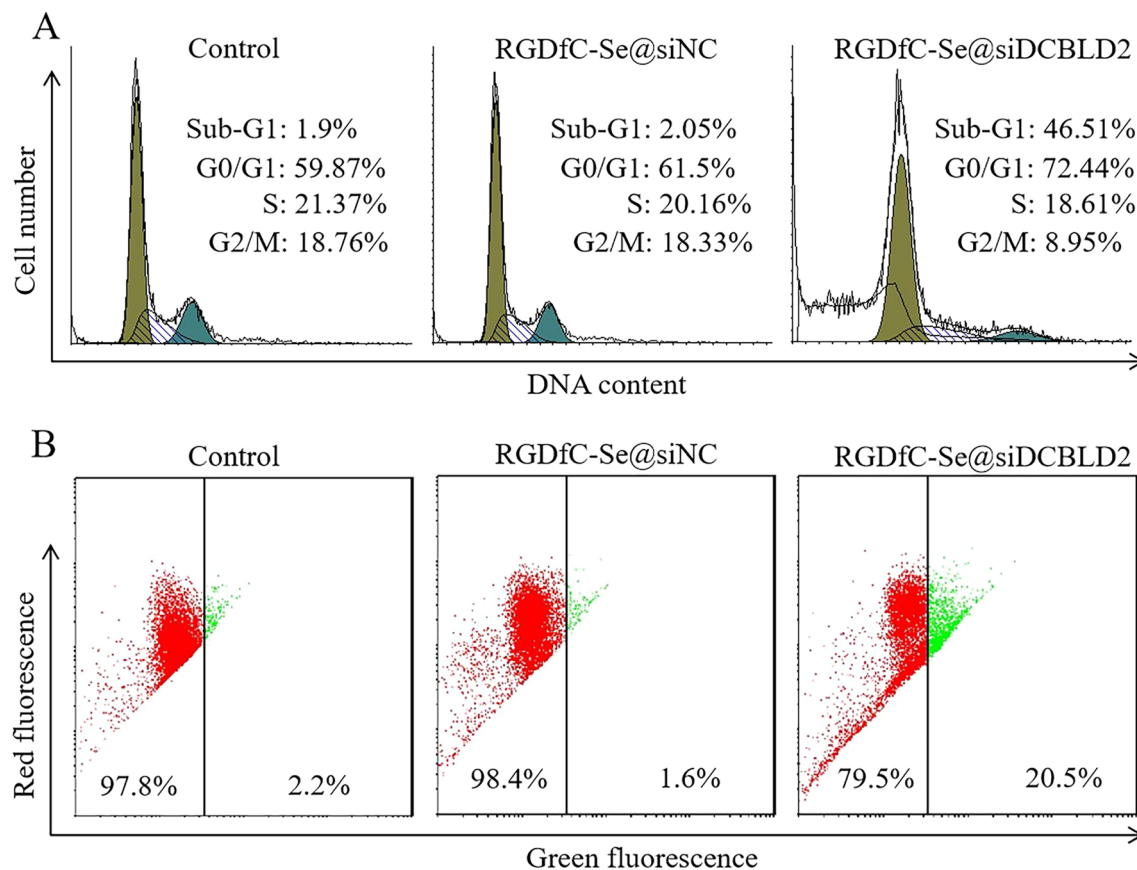 A
Control
RGDfC-Se@siNC
RGDfC-Se@siDCBLD2
Cell number
Sub-G1: 1.9%
G0/G1: 59.87%
S: 21.37%
G2/M: 18.76%
Sub-G1: 2.05%
G0/G1: 61.5%
S: 20.16%
G2/M: 18.33%
Sub-G1: 46.51%
G0/G1: 72.44%
S: 18.61%
G2/M: 8.95%
DNA content
B
Control
RGDfC-Se@siNC
RGDfC-Se@siDCBLD2
Red fluorescence
97.8%
2.2%
98.4%
1.6%
79.5%
20.5%
Green fluorescence